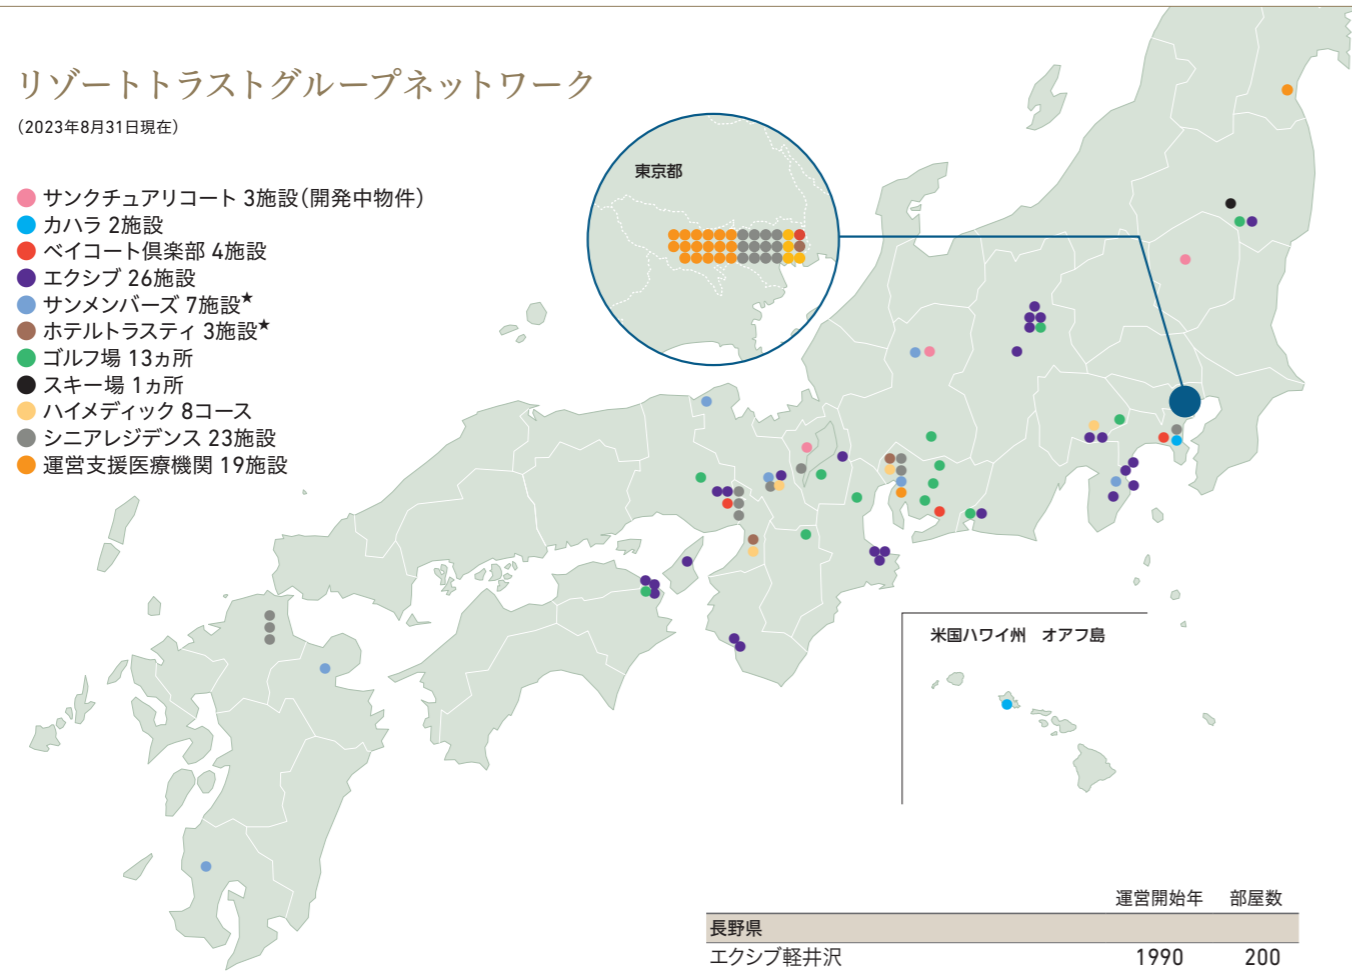 リゾートトラストグループネットワーク
（2023年8月31日現在）
サンクチュアリコート 3施設（開発中物件）
カハラ 2施設
ベイコート倶楽部 4施設
エクシブ 26施設
サンメンバーズ 7施設★
ホテルトラスティ 3施設★
ゴルフ場 13ヵ所
スキー場 1ヵ所
ハイメディック 8コース
シニアレジデンス 23施設
運営支援医療機関 19施設
東京都
米国ハワイ州 オアフ島
運営開始年 部屋数
長野県
エクシブ軽井沢 1990 200